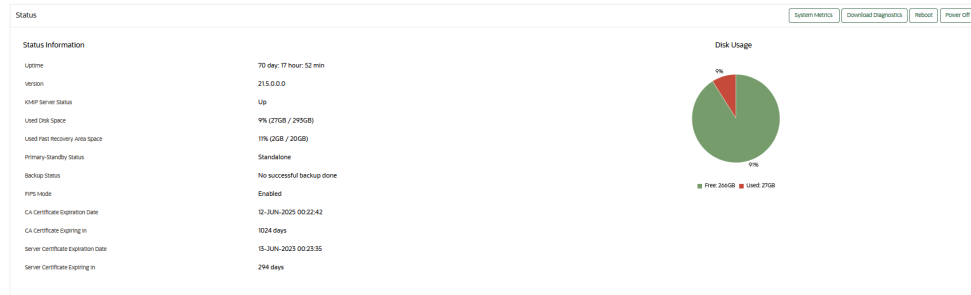 Status
System Metrics
Download Diagnostics
Reboot
Power Off
Status Information
Uptime 70 day: 17 hour: 52 min
Version 21.5.0.0.0
KMIP Server Status Up
Used Disk Space 9% (27GB / 293GB)
Used Fast Recovery Area Space 11% (2GB / 20GB)
Primary-Standby Status Standalone
Backup Status No successful backup done
FIPS Mode Enabled
CA Certificate Expiration Date 12-JUN-2025 00:22:42
CA Certificate Expiring In 1024 days
Server Certificate Expiration Date 13-JUN-2023 00:23:35
Server Certificate Expiring In 294 days
Disk Usage
9%
91%
Free: 266GB Used: 27GB